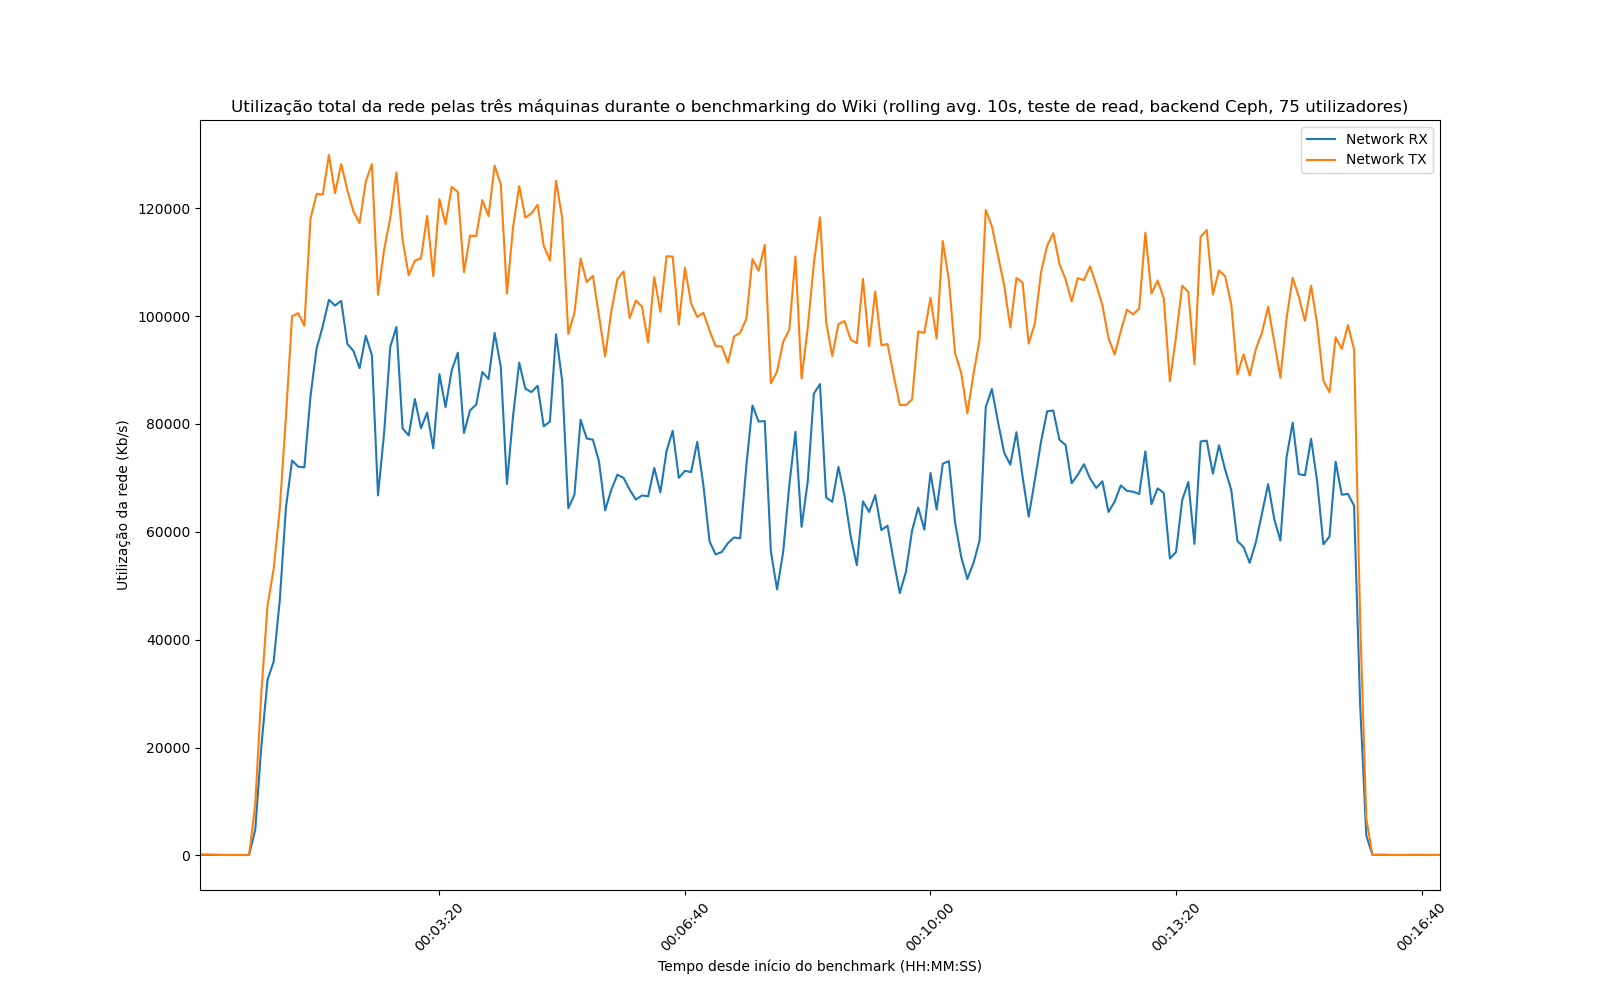 Utilização total da rede pelas três máquinas durante o benchmarking do Wiki (rolling avg. 10s, teste de read, backend Ceph, 75 utilizadores)
Network RX
Network TX
120000
100000
80000
60000
40000
20000
0
Utilização da rede (Kb/s)
00:03:20
00:06:40
00:10:00
00:13:20
00:16:40
Tempo desde início do benchmark (HH:MM:SS)